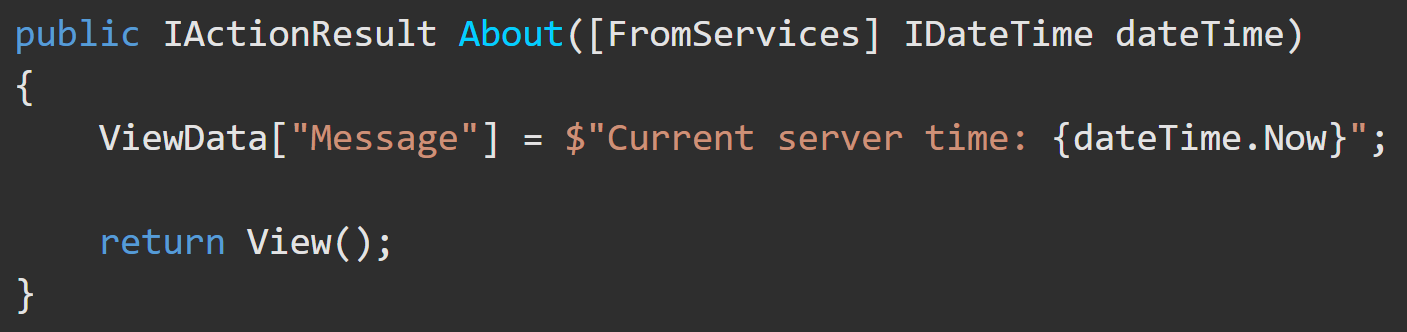 public IActionResult About([FromServices] IDateTime dateTime)
{
    ViewData["Message"] = $"Current server time: {dateTime.Now}";
    return View();
}